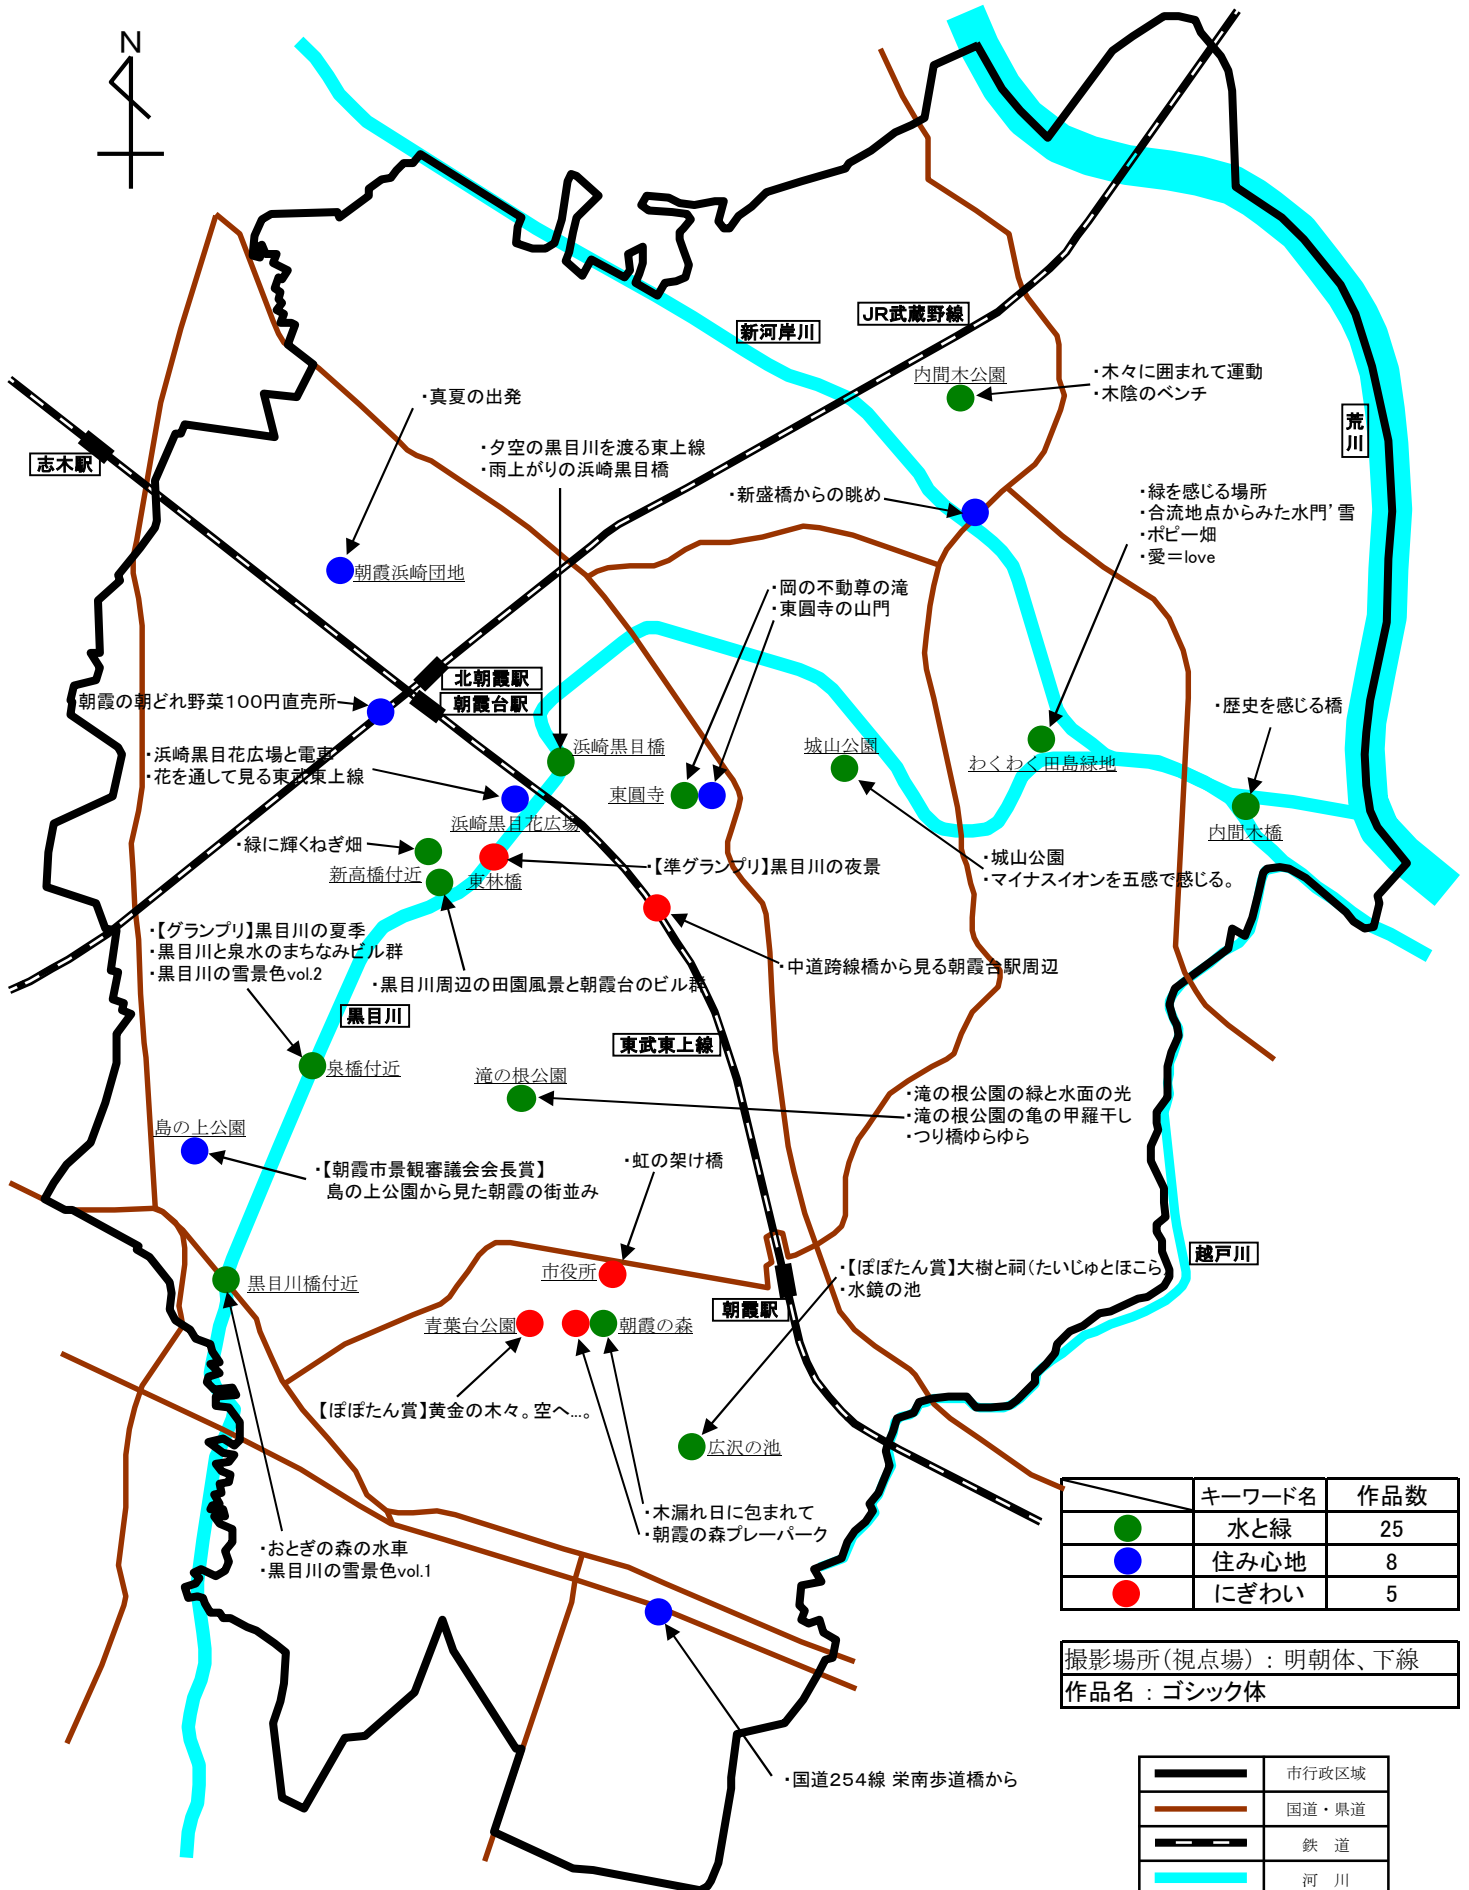 N
新河岸川
JR武蔵野線
内間木公園
・木々に囲まれて運動
・木陰のベンチ
荒川
・真夏の出発
志木駅
・夕空の黒目川を渡る東上線
・雨上がりの浜崎黒目橋
・新盛橋からの眺め
・緑を感じる場所
・合流地点からみた水門’雪
・ポピー畑
・愛＝love
朝霞浜崎団地
・岡の不動尊の滝
・東圓寺の山門
北朝霞駅
朝霞台駅
・朝霞の朝どれ野菜100円直売所
・歴史を感じる橋
・浜崎黒目花広場と電車
・花を通して見る東武東上線
浜崎黒目橋
城山公園
わくわく田島緑地
東圓寺
浜崎黒目花広場
内間木橋
・緑に輝くねぎ畑
新高橋付近
東林橋
・【準グランプリ】黒目川の夜景
・城山公園
・マイナスイオンを五感で感じる。
・【グランプリ】黒目川の夏季
・黒目川と泉水のまちなみビル群
・黒目川の雪景色vol.2
・中道跨線橋から見る朝霞台駅周辺
・黒目川周辺の田園風景と朝霞台のビル群
黒目川
東武東上線
泉橋付近
滝の根公園
・滝の根公園の緑と水面の光
・滝の根公園の亀の甲羅干し
・つり橋ゆらゆら
島の上公園
・【朝霞市景観審議会会長賞】
島の上公園から見た朝霞の街並み
・虹の架け橋
越戸川
市役所
・【ぽぽたん賞】大樹と祠（たいじゅとほこら）
・水鏡の池
黒目川橋付近
朝霞駅
青葉台公園
朝霞の森
【ぽぽたん賞】黄金の木々。空へ…。
広沢の池
・木漏れ日に包まれて
・朝霞の森プレーパーク
・おとぎの森の水車
・黒目川の雪景色vol.1
キーワード名 作品数
水と緑 25
住み心地 8
にぎわい 5
撮影場所（視点場）：明朝体、下線
作品名：ゴシック体
・国道254線 栄南歩道橋から
市行政区域
国道・県道
鉄 道
河 川